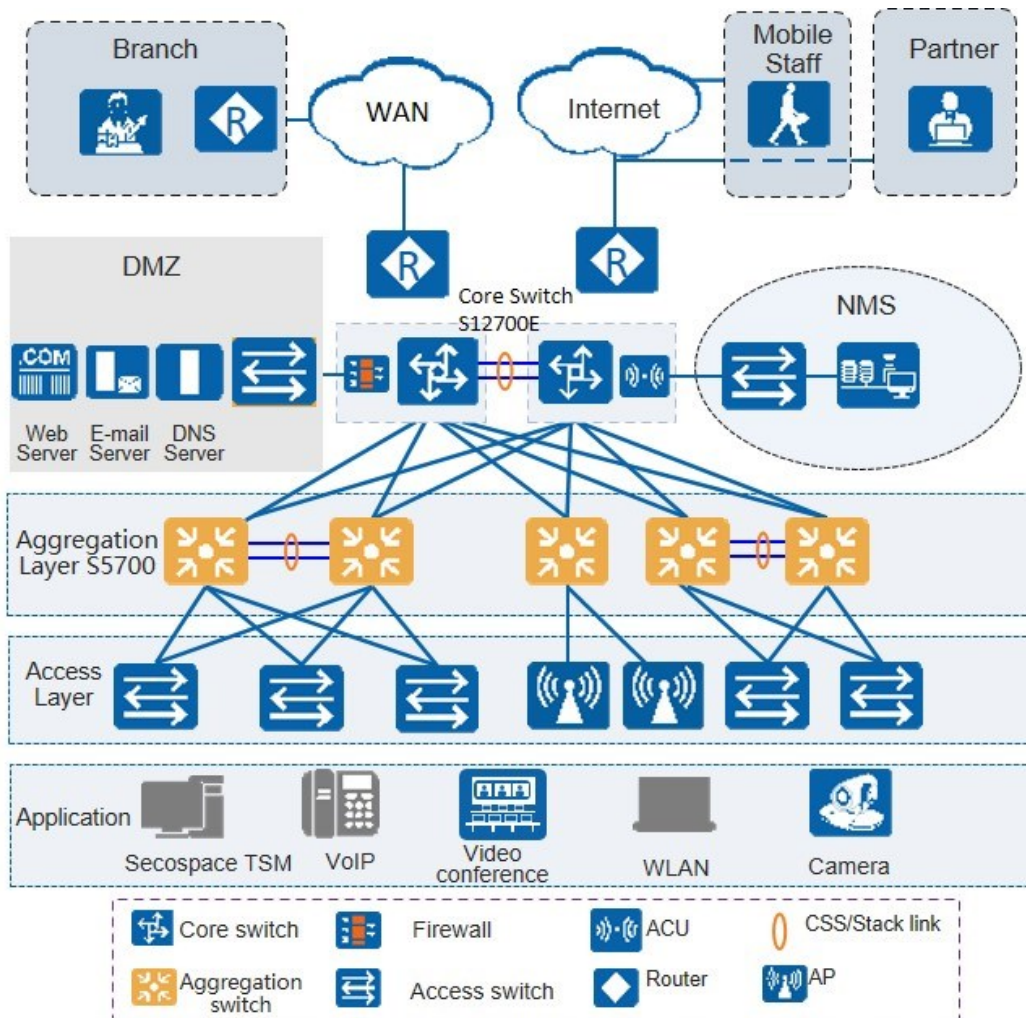 Branch
WAN
Internet
Mobile
Staff
Partner
R
R
R
DMZ
Core Switch
S12700E
NMS
.COM
Web
Server
E-mail
Server
DNS
Server
Aggregation
Layer S5700
Access
Layer
Application
Secospace TSM
VoIP
Video
conference
WLAN
Camera
Core switch
Firewall
ACU
CSS/Stack link
Aggregation
switch
Access switch
Router
AP